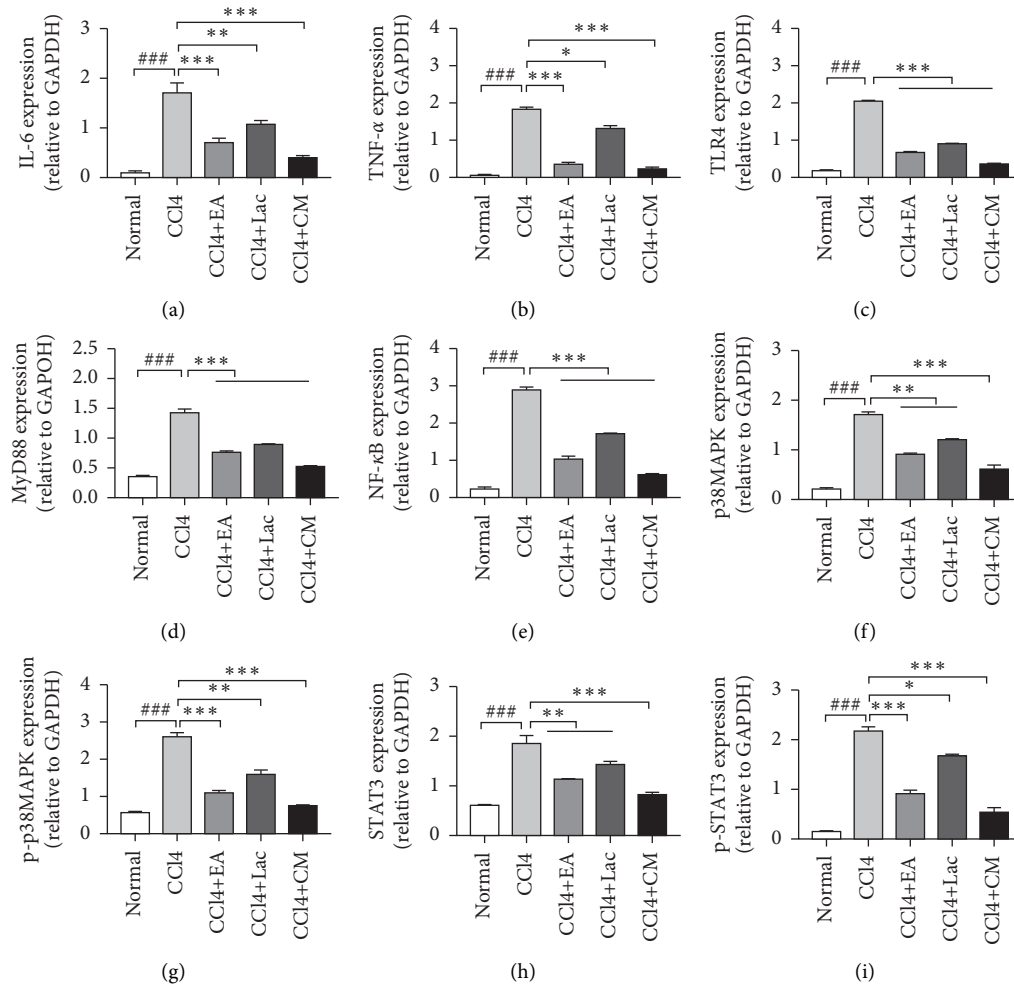 IL-6 expression
(relative to GAPDH)
3
2
1
0
###
***
**
***
Normal
CCl4
CCl4+EA
CCl4+Lac
CCl4+CM
(a)
TNF-α expression
(relative to GAPDH)
4
3
2
1
0
###
***
*
***
Normal
CCl4
CCl4+EA
CCl4+Lac
CCl4+CM
(b)
TLR4 expression
(relative to GAPDH)
4
3
2
1
0
###
***
Normal
CCl4
CCl4+EA
CCl4+Lac
CCl4+CM
(c)
MyD88 expression
(relative to GAPOH)
2.5
2.0
1.5
1.0
0.5
0.0
###
***
Normal
CCl4
CCl4+EA
CCl4+Lac
CCl4+CM
(d)
NF-κB expression
(relative to GAPDH)
4
3
2
1
0
###
***
Normal
CCl4
CCl4+EA
CCl4+Lac
CCl4+CM
(e)
p38MAPK expression
(relative to GAPDH)
3
2
1
0
###
**
***
Normal
CCl4
CCl4+EA
CCl4+Lac
CCl4+CM
(f)
p-p38MAPK expression
(relative to GAPDH)
4
3
2
1
0
###
***
**
***
Normal
CCl4
CCl4+EA
CCl4+Lac
CCl4+CM
(g)
STAT3 expression
(relative to GAPDH)
3
2
1
0
###
**
***
Normal
CCl4
CCl4+EA
CCl4+Lac
CCl4+CM
(h)
p-STAT3 expression
(relative to GAPDH)
3
2
1
0
###
***
*
***
Normal
CCl4
CCl4+EA
CCl4+Lac
CCl4+CM
(i)